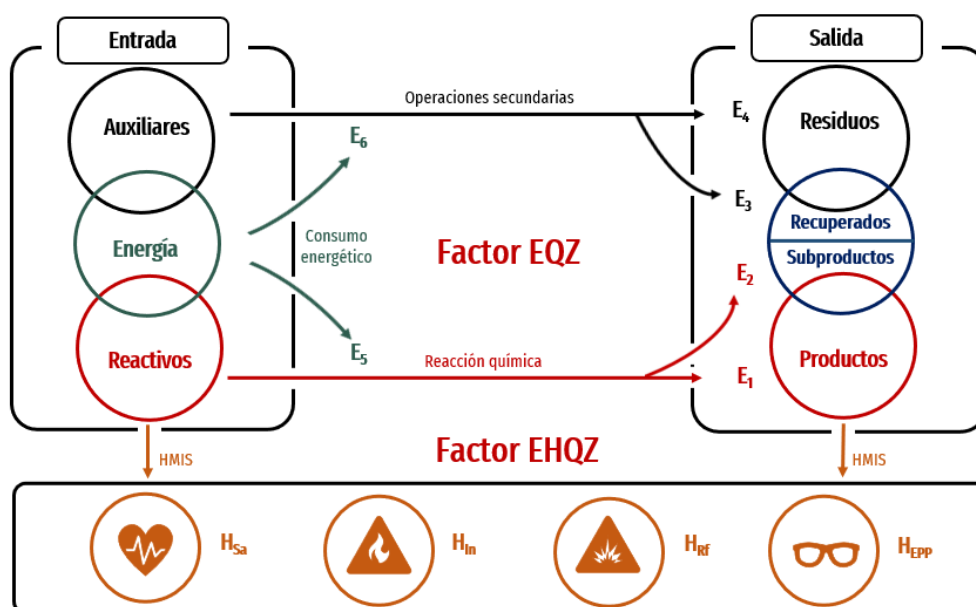 Entrada
Salida
Auxiliares
Operaciones secundarias
E4
Residuos
E6
E3
Energía
Consumo
energético
Factor EQZ
Recuperados
Subproductos
E2
Reactivos
E5
Reacción química
E1
Productos
HMIS
Factor EHQZ
HMIS
HSa
HIn
HRf
HEPP